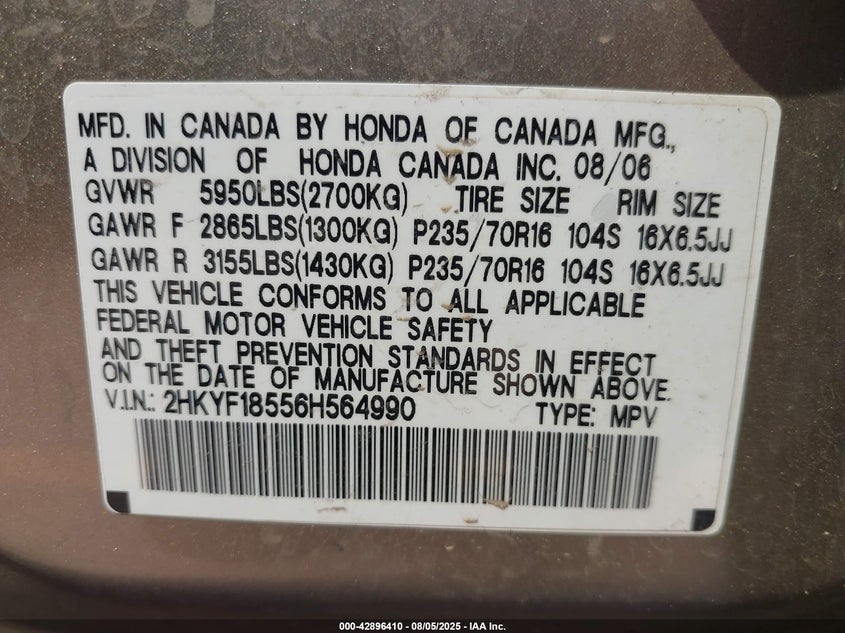 MFD. IN CANADA BY HONDA OF CANADA MFG.,
A DIVISION OF HONDA CANADA INC. 08/06
GVWR 5950LBS(2700KG) TIRE SIZE RIM SIZE
GAWR F 2865LBS(1300KG) P235/70R16 104S 16X6.5JJ
GAWR R 3155LBS(1430KG) P235/70R16 104S 16X6.5JJ
THIS VEHICLE CONFORMS TO ALL APPLICABLE
FEDERAL MOTOR VEHICLE SAFETY
AND THEFT PREVENTION STANDARDS IN EFFECT
ON THE DATE OF MANUFACTURE SHOWN ABOVE.
V.I.N.: 2HKYF18556H564990 TYPE: MPV
000-42896410 - 08/05/2025 - IAA Inc.